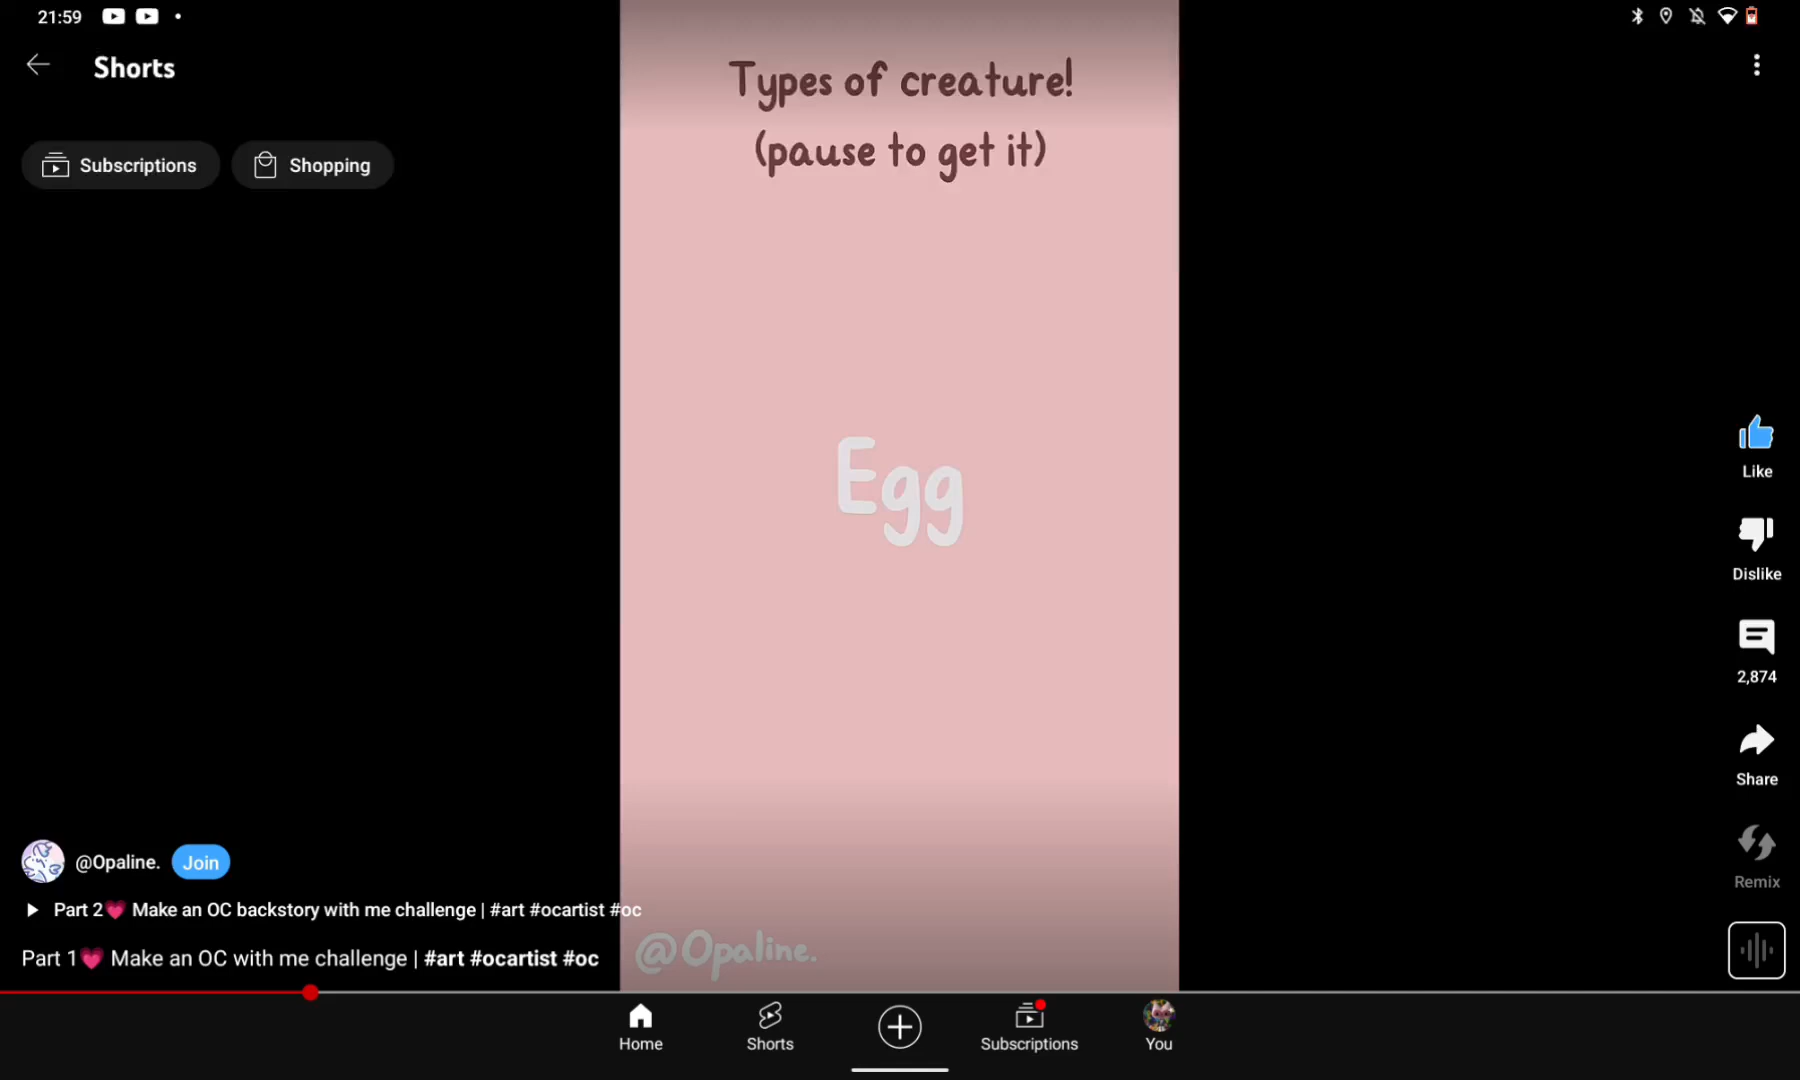 21:59
Shorts
Subscriptions
Shopping
Types of creature!
(pause to get it)
Egg
Like
Dislike
2,874
Share
Remix
@Opaline. Join
Part 2💗 Make an OC backstory with me challenge | #art #ocartist #oc
Part 1💗 Make an OC with me challenge | #art #ocartist #oc
@Opaline.
Home
Shorts
Subscriptions
You